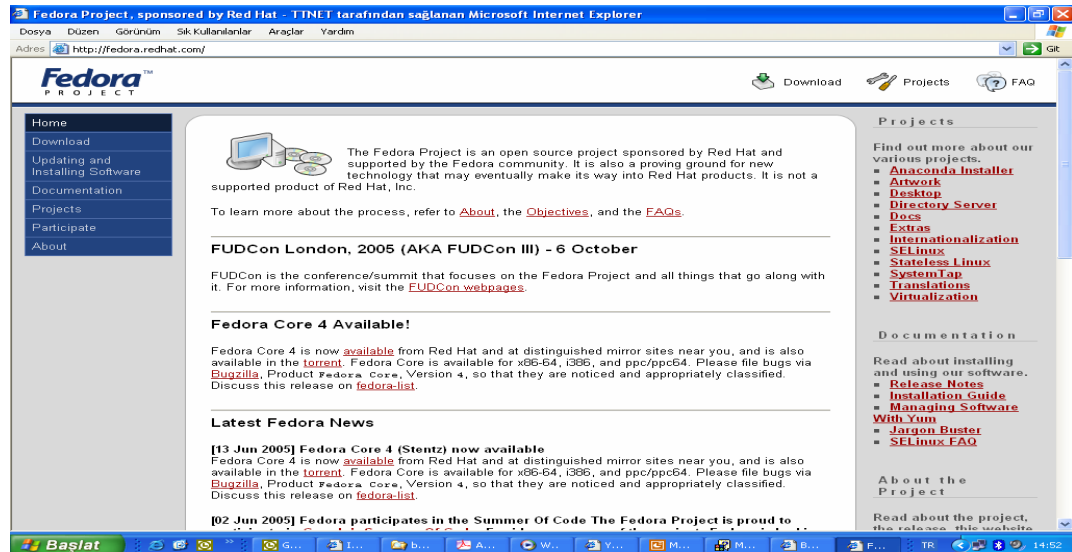 Fedora Project, sponsored by Red Hat - TTNET tarafından sağlanan Microsoft Internet Explorer
Dosya Düzen Görünüm Sık Kullanılanlar Araçlar Yardım
Adres http://fedora.redhat.com/ Git
Fedora™
PROJECT
Download Projects FAQ
Home
Download
Updating and
Installing Software
Documentation
Projects
Participate
About
The Fedora Project is an open source project sponsored by Red Hat and
supported by the Fedora community. It is also a proving ground for new
technology that may eventually make its way into Red Hat products. It is not a
supported product of Red Hat, Inc.
To learn more about the process, refer to About, the Objectives, and the FAQs.
FUDCon London, 2005 (AKA FUDCon III) - 6 October
FUDCon is the conference/summit that focuses on the Fedora Project and all things that go along with
it. For more information, visit the FUDCon webpages.
Fedora Core 4 Available!
Fedora Core 4 is now available from Red Hat and at distinguished mirror sites near you, and is also
available in the torrent. Fedora Core is available for x86-64, i386, and ppc/ppc64. Please file bugs via
Bugzilla, Product Fedora Core, Version 4, so that they are noticed and appropriately classified.
Discuss this release on fedora-list.
Latest Fedora News
[13 Jun 2005] Fedora Core 4 (Stentz) now available
Fedora Core 4 is now available from Red Hat and at distinguished mirror sites near you, and is also
available in the torrent. Fedora Core is available for x86-64, i386, and ppc/ppc64. Please file bugs via
Bugzilla, Product Fedora Core, Version 4, so that they are noticed and appropriately classified.
Discuss this release on fedora-list.
[02 Jun 2005] Fedora participates in the Summer Of Code The Fedora Project is proud to
Projects
Find out more about our
various projects.
Anaconda Installer
Artwork
Desktop
Directory Server
Docs
Extras
Internationalization
SELinux
Stateless Linux
SystemTap
Translations
Virtualization
Documentation
Read about installing
and using our software.
Release Notes
Installation Guide
Managing Software
With Yum
Jargon Buster
SELinux FAQ
About the
Project
Read about the project,
the release, this website
Başlat G... I... b... A... W... Y... M... M... B... F... TR 14:52